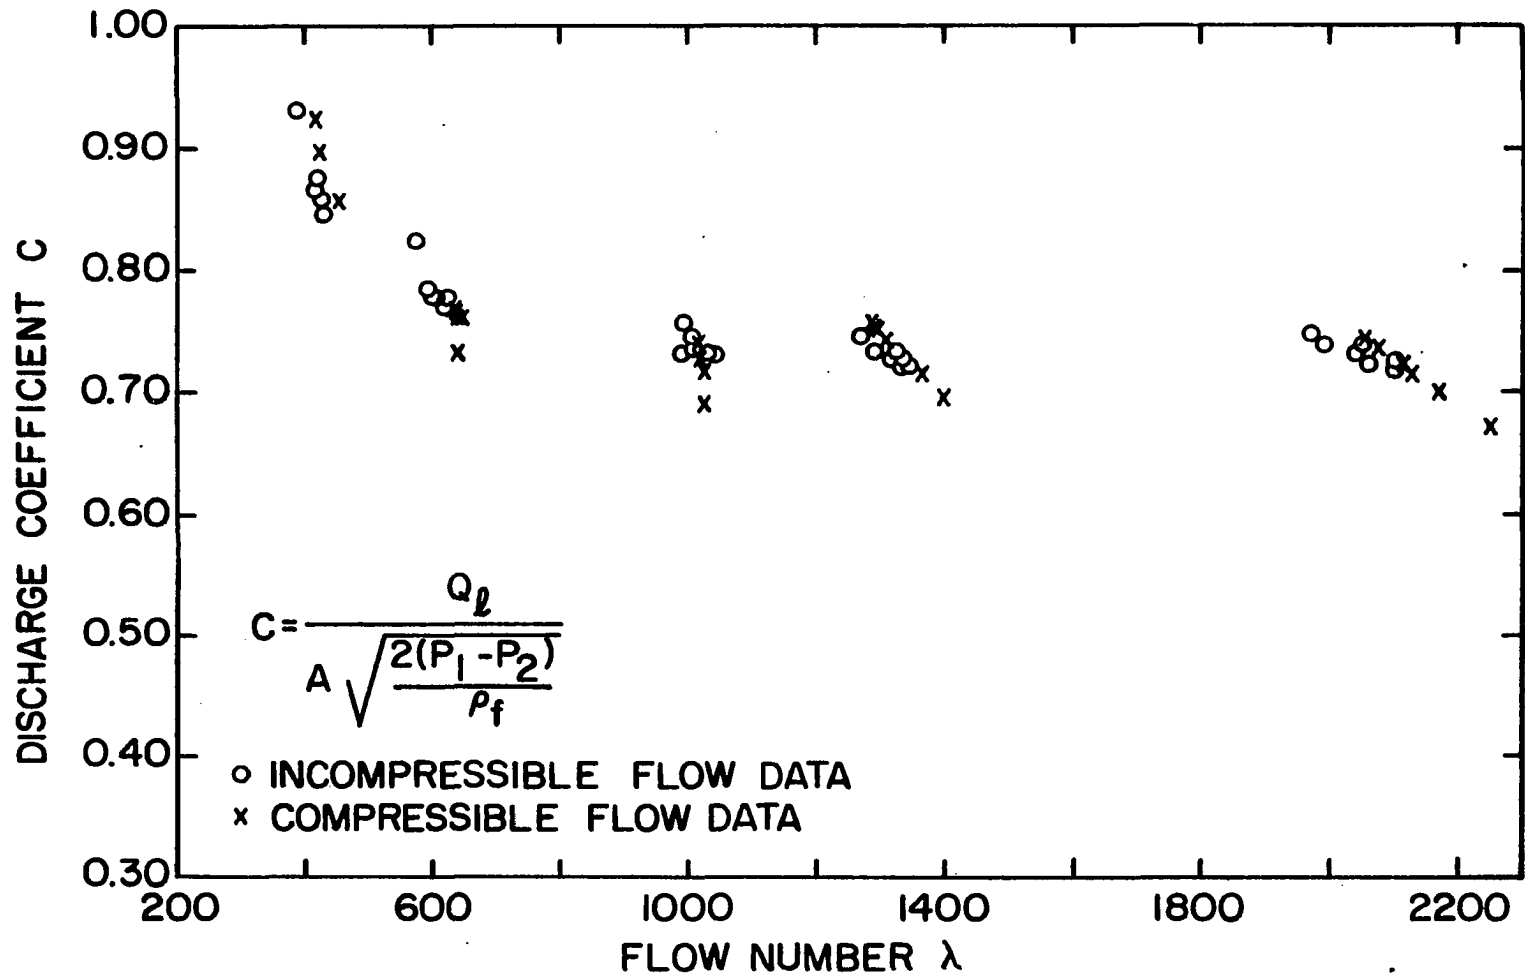 1.00
0.90
0.80
0.70
0.60
0.50
0.40
0.30
DISCHARGE COEFFICIENT C
C = Qℓ / A √ 2(P1 - P2) / ρf
o INCOMPRESSIBLE FLOW DATA
x COMPRESSIBLE FLOW DATA
200 600 1000 1400 1800 2200
FLOW NUMBER λ